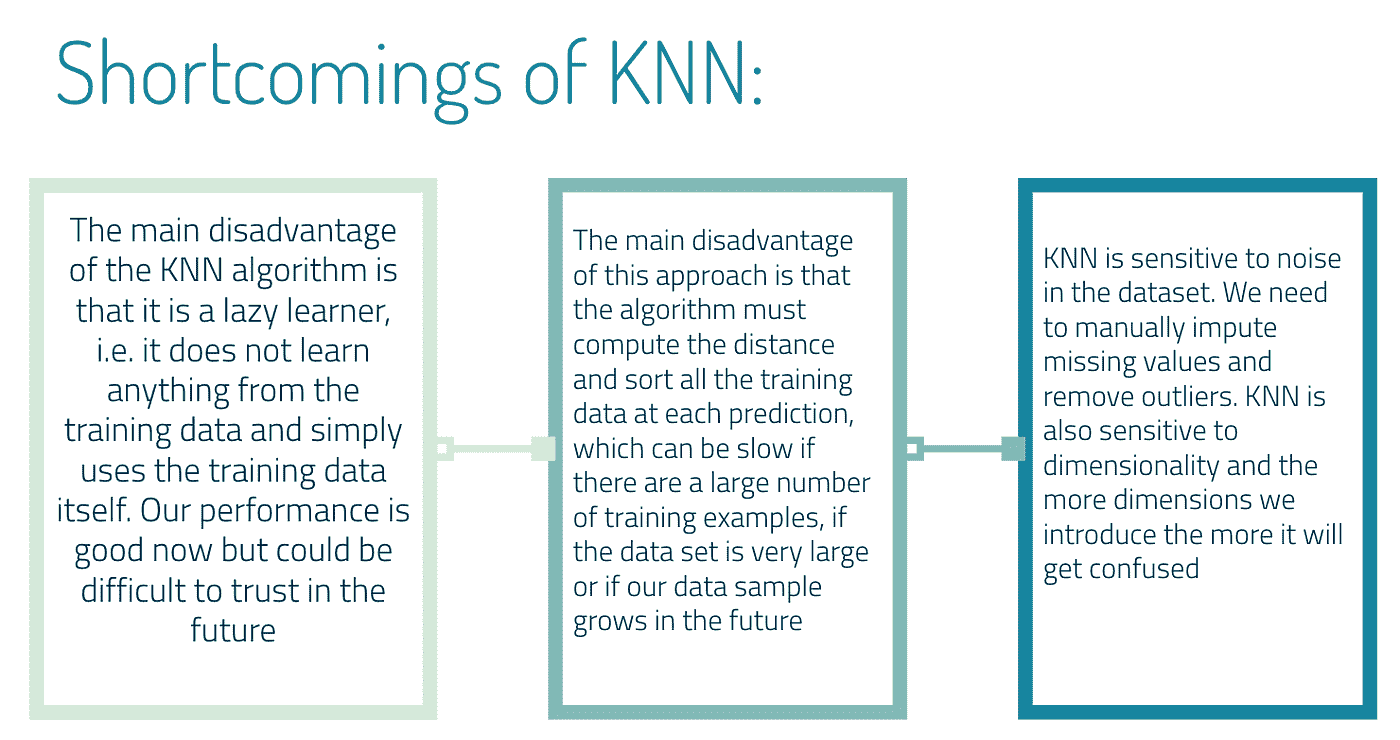 Shortcomings of KNN:
The main disadvantage
of the KNN algorithm is
that it is a lazy learner,
i.e. it does not learn
anything from the
training data and simply
uses the training data
itself. Our performance is
good now but could be
difficult to trust in the
future
The main disadvantage
of this approach is that
the algorithm must
compute the distance
and sort all the training
data at each prediction,
which can be slow if
there are a large number
of training examples, if
the data set is very large
or if our data sample
grows in the future
KNN is sensitive to noise
in the dataset. We need
to manually impute
missing values and
remove outliers. KNN is
also sensitive to
dimensionality and the
more dimensions we
introduce the more it will
get confused